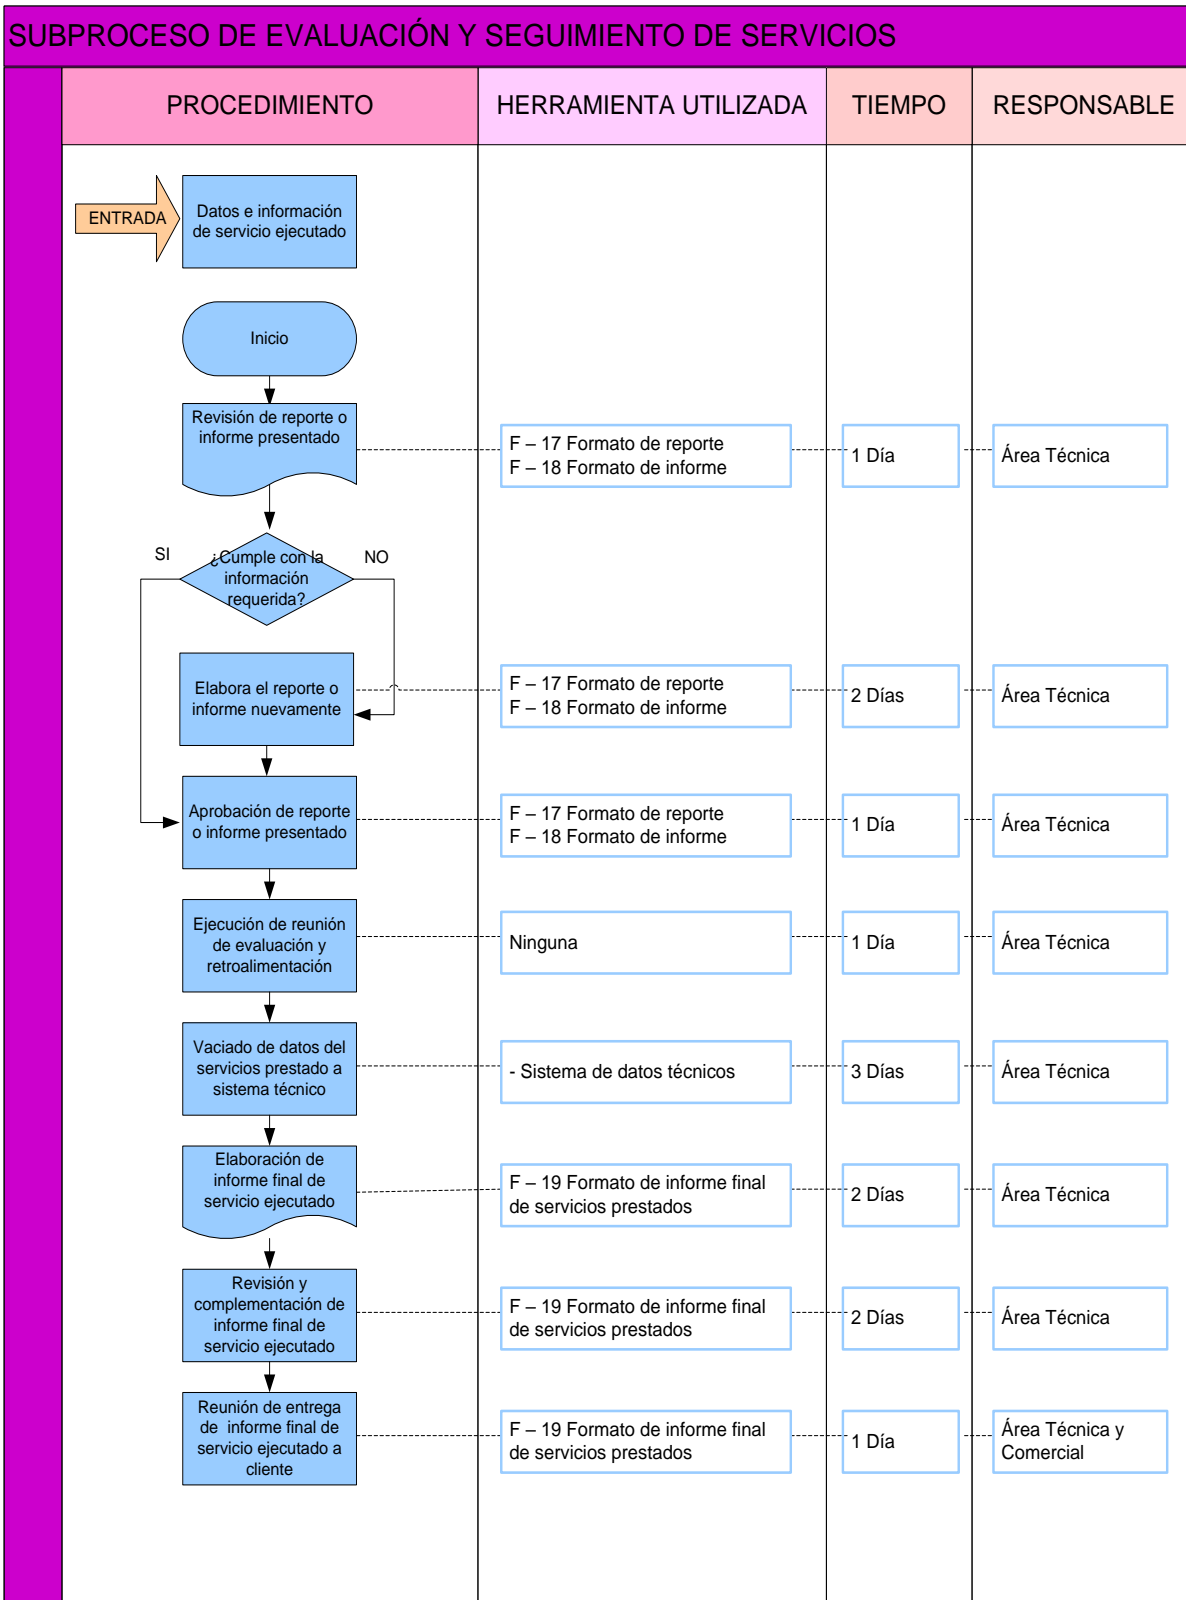 SUBPROCESO DE EVALUACIÓN Y SEGUIMIENTO DE SERVICIOS
PROCEDIMIENTO
HERRAMIENTA UTILIZADA
TIEMPO
RESPONSABLE
ENTRADA
Datos e información
de servicio ejecutado
Inicio
Revisión de reporte o
informe presentado
F – 17 Formato de reporte
F – 18 Formato de informe
1 Día
Área Técnica
SI
¿Cumple con la
información
requerida?
NO
Elabora el reporte o
informe nuevamente
F – 17 Formato de reporte
F – 18 Formato de informe
2 Días
Área Técnica
Aprobación de reporte
o informe presentado
F – 17 Formato de reporte
F – 18 Formato de informe
1 Día
Área Técnica
Ejecución de reunión
de evaluación y
retroalimentación
Ninguna
1 Día
Área Técnica
Vaciado de datos del
servicios prestado a
sistema técnico
- Sistema de datos técnicos
3 Días
Área Técnica
Elaboración de
informe final de
servicio ejecutado
F – 19 Formato de informe final
de servicios prestados
2 Días
Área Técnica
Revisión y
complementación de
informe final de
servicio ejecutado
F – 19 Formato de informe final
de servicios prestados
2 Días
Área Técnica
Reunión de entrega
de informe final de
servicio ejecutado a
cliente
F – 19 Formato de informe final
de servicios prestados
1 Día
Área Técnica y
Comercial